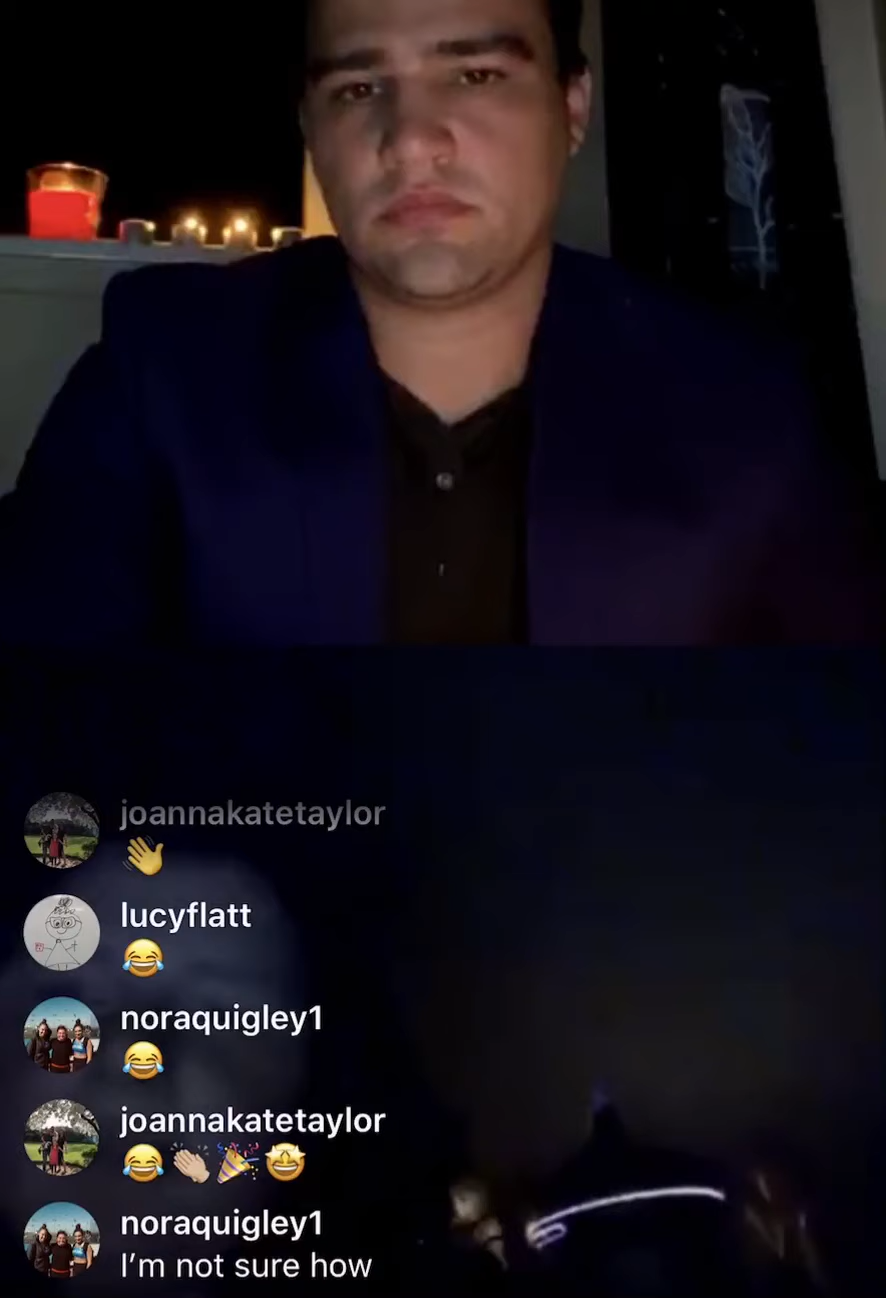 joannakatetaylor
👋
lucyflatt
😂
noraquigley1
😂
joannakatetaylor
😂👏🏼🎉🤩
noraquigley1
I’m not sure how